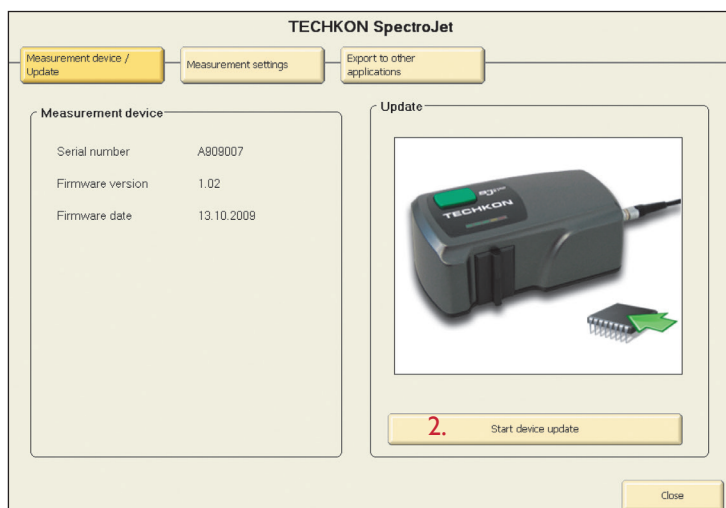 TECHKON SpectroJet
Measurement device /
Update
Measurement settings
Export to other
applications
Measurement device
Serial number A909007
Firmware version 1.02
Firmware date 13.10.2009
Update
TECHKON
2. Start device update
Close